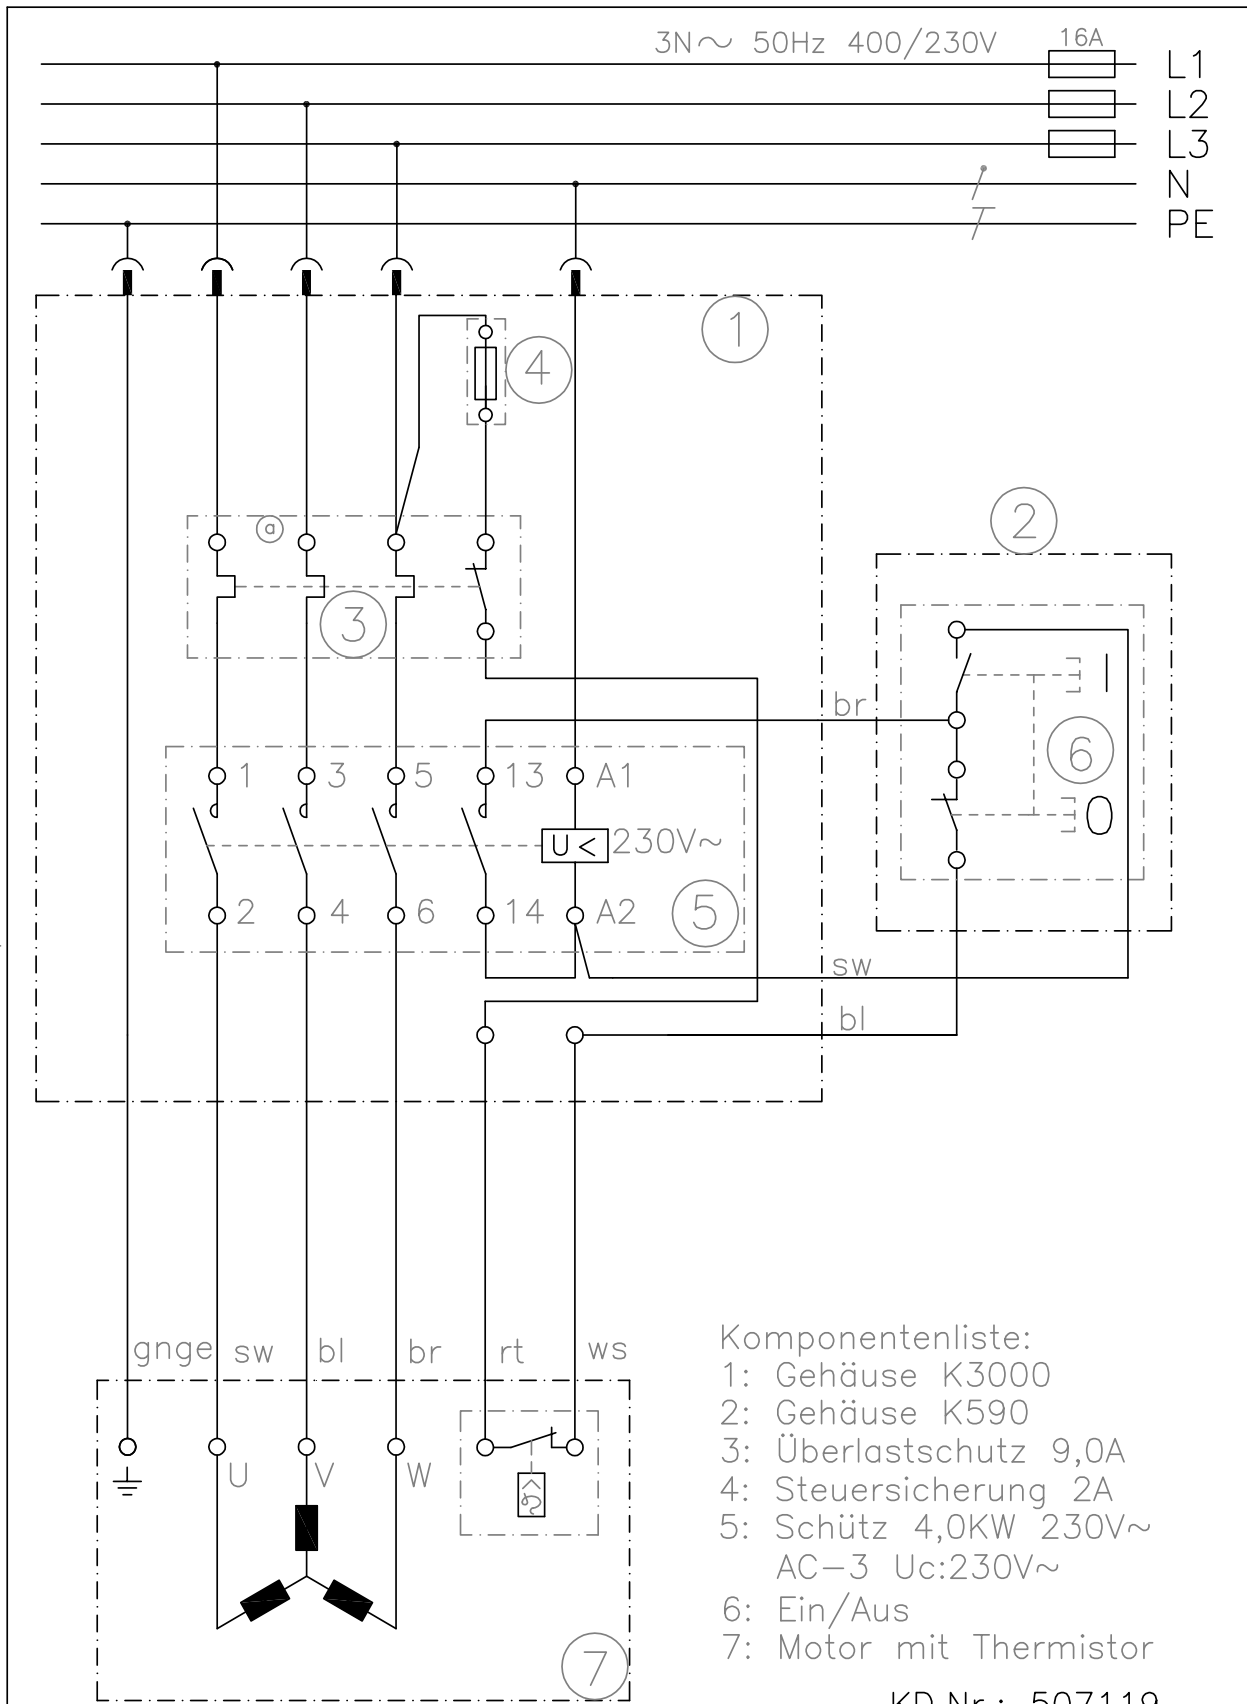 3N~ 50Hz 400/230V
16A
L1
L2
L3
N
PE
1
4
2
a
3
br
6
I
0
1
3
5
13
A1
U<
230V~
2
4
6
14
A2
5
sw
bl
gnge
sw
bl
br
rt
ws
U
V
W
7
Komponentenliste:
1: Gehäuse K3000
2: Gehäuse K590
3: Überlastschutz 9,0A
4: Steuersicherung 2A
5: Schütz 4,0KW 230V~
AC-3 Uc:230V~
6: Ein/Aus
7: Motor mit Thermistor
KD.Nr.: 507119